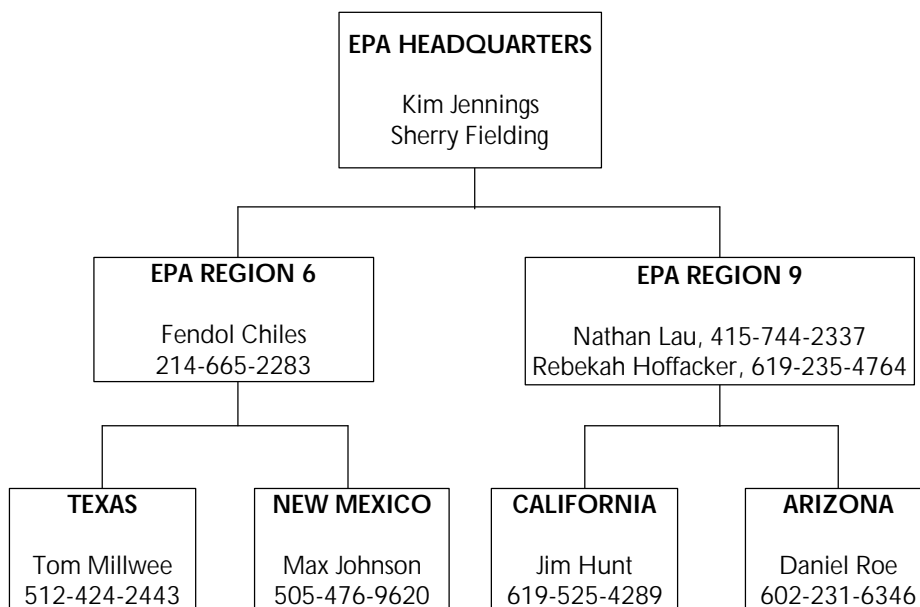 EPA HEADQUARTERS
Kim Jennings
Sherry Fielding
EPA REGION 6
Fendol Chiles
214-665-2283
EPA REGION 9
Nathan Lau, 415-744-2337
Rebekah Hoffacker, 619-235-4764
TEXAS
Tom Millwee
512-424-2443
NEW MEXICO
Max Johnson
505-476-9620
CALIFORNIA
Jim Hunt
619-525-4289
ARIZONA
Daniel Roe
602-231-6346